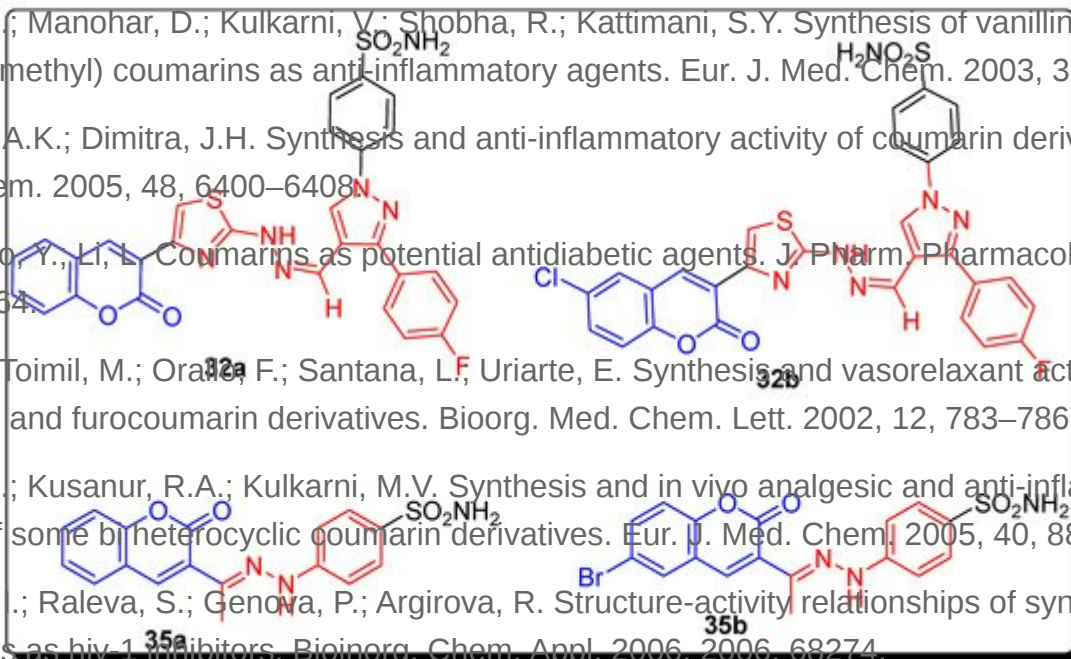 .; Manohar, D.; Kulkarni, V.; Shobha, R.; Kattimani, S.Y. Synthesis of vanillin
SO2NH2
H2NO2S
methyl) coumarins as anti-inflammatory agents. Eur. J. Med. Chem. 2003, 3
A.K.; Dimitra, J.H. Synthesis and anti-inflammatory activity of coumarin deriv
em. 2005, 48, 6400–6408.
S
N
N
N
N
S
NH
N
N
NH
o, Y.; Li, L. Coumarins as potential antidiabetic agents. J. Pharm. Pharmacol
N
N
Cl
N
N
64.
H
H
O
O
O
O
F
F
32a
32b
Toimil, M.; Orallo, F.; Santana, L.; Uriarte, E. Synthesis and vasorelaxant act
and furocoumarin derivatives. Bioorg. Med. Chem. Lett. 2002, 12, 783–786
.; Kusanur, R.A.; Kulkarni, M.V. Synthesis and in vivo analgesic and anti-infla
O
O
SO2NH2
O
O
SO2NH2
f some bi heterocyclic coumarin derivatives. Eur. J. Med. Chem. 2005, 40, 88
N
N
H
Br
N
N
H
.; Raleva, S.; Genova, P.; Argirova, R. Structure-activity relationships of syn
35a
35b
s as hiv-1 inhibitors. Bioinorg. Chem. Appl. 2006, 2006, 68274.